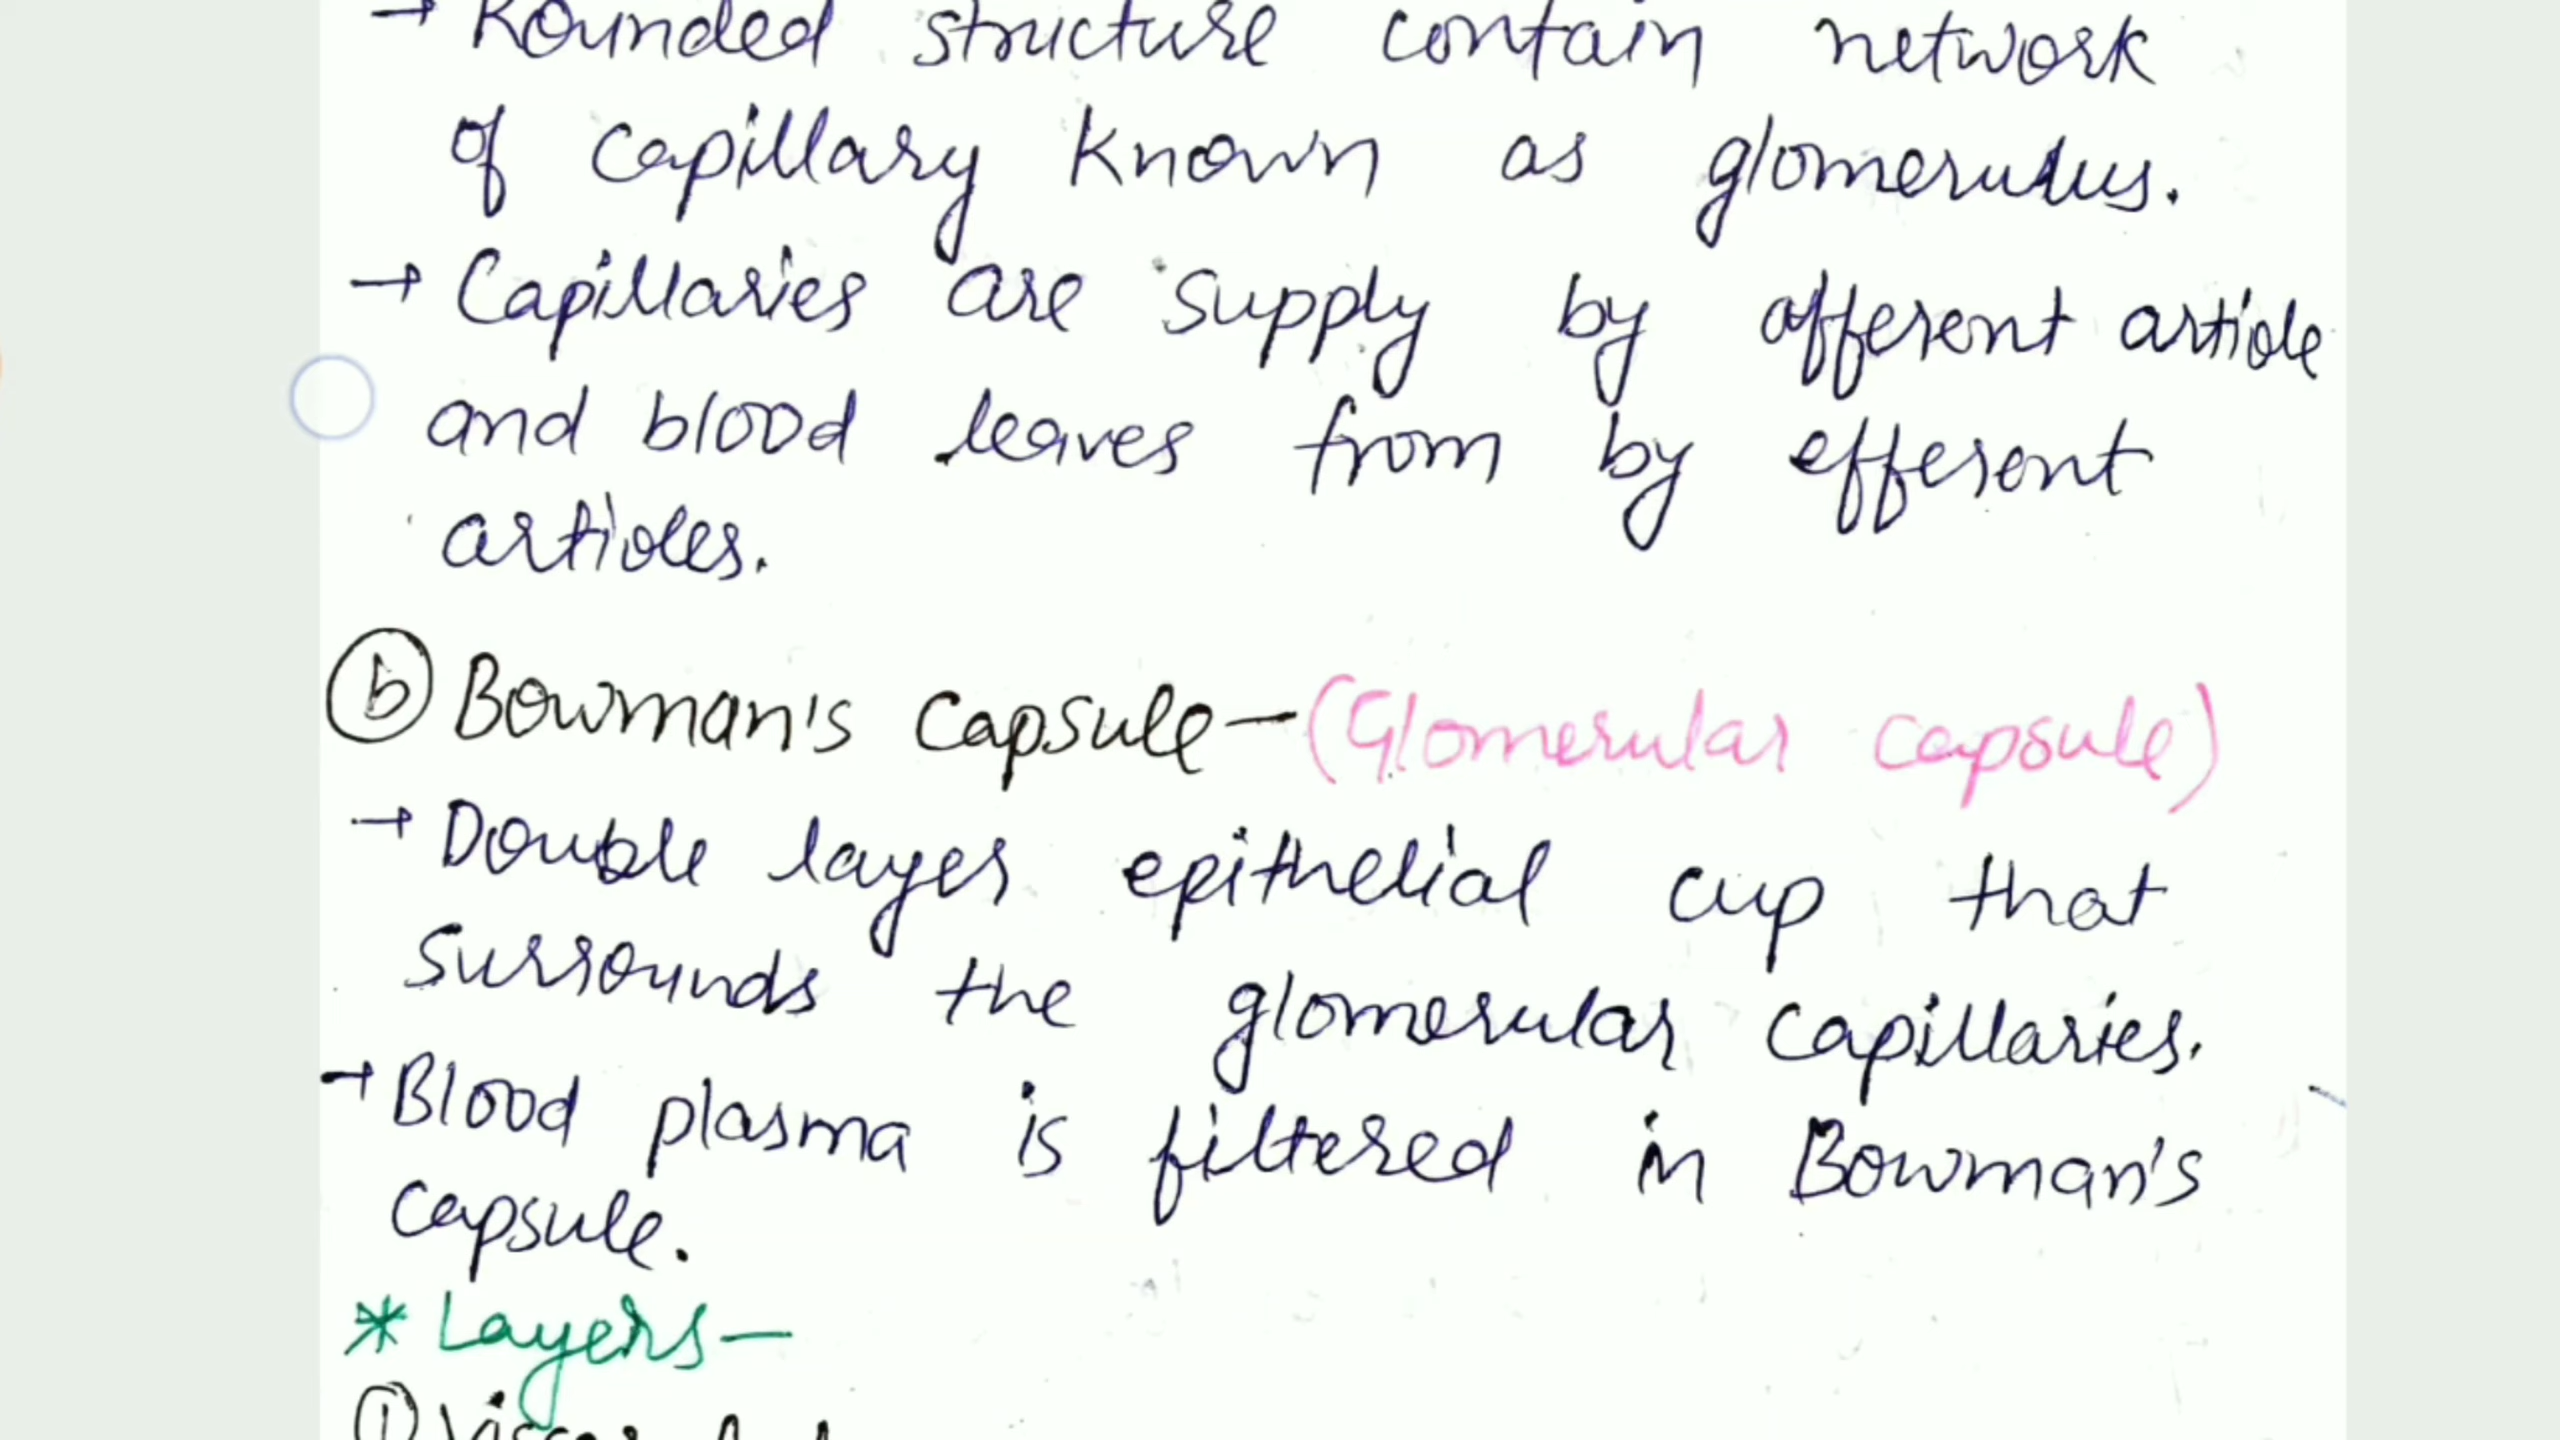 → Rounded structure contain network
of capillary known as glomerulus.
→ Capillaries are supply by afferent artiole
and blood leaves from by efferent
artioles.
ⓑ Bowman's capsule - (Glomerular capsule)
→ Double layer epithelial cup that
surrounds the glomerular capillaries.
→ Blood plasma is filtered in Bowman's
capsule.
* Layers -
①